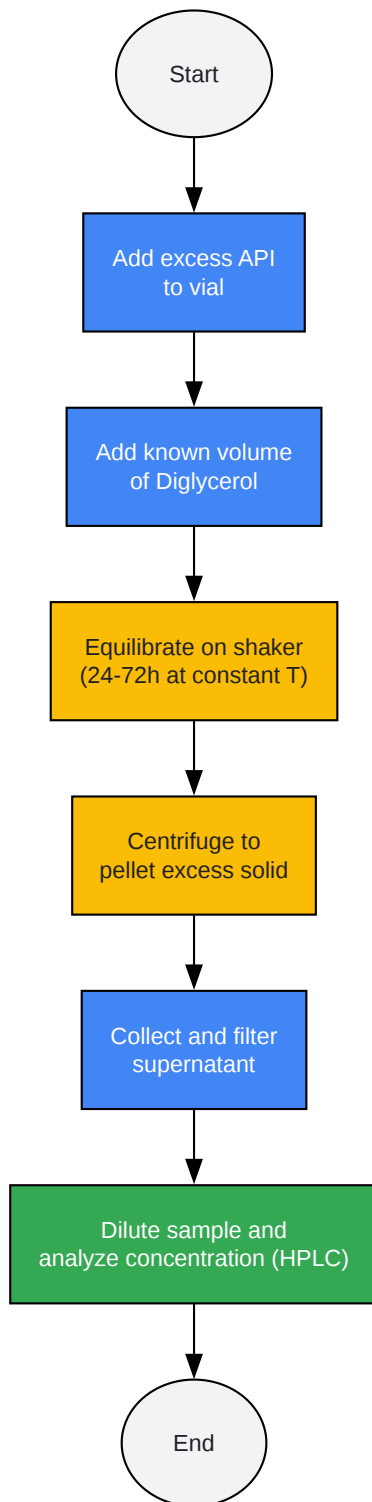 Start
Add excess API
to vial
Add known volume
of Diglycerol
Equilibrate on shaker
(24-72h at constant T)
Centrifuge to
pellet excess solid
Collect and filter
supernatant
Dilute sample and
analyze concentration (HPLC)
End